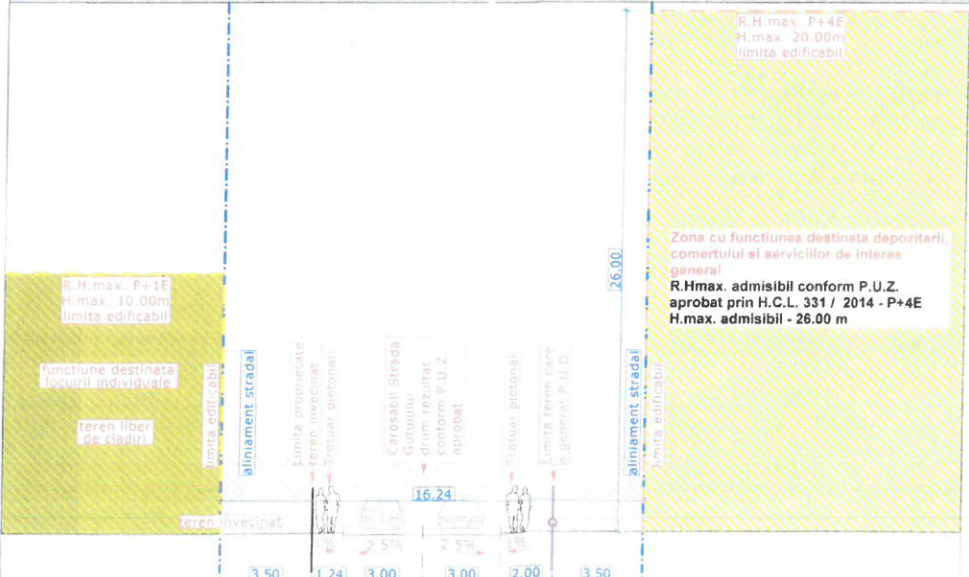 R.H.max. P+4E
H.max. 20.00m
limita edificabil
26.00
Zona cu functiunea destinata depozitarii,
comertului si serviciilor de interes
general
R.Hmax. admisibil conform P.U.Z.
aprobat prin H.C.L. 331 / 2014 - P+4E
H.max. admisibil - 26.00 m
R.H.max. P+1E
H max. 10.00m
limita edificabil
functiune destinata
locuirii individuale
teren liber
de cladiri
limita edificabil
aliniament stradal
Limita proprietate
teren invecinat
Trotuar pietonal
Carosabil Strada
Gutuiului
drum rezultat
conform P.U.Z.
aprobat
Trotuar pietonal
Limita teren care
a generat P.U.D.
aliniament stradal
limita edificabil
16.24
teren invecinat
1%
2.5%
2.5%
1%
3.50
1.24
3.00
3.00
2.00
3.50